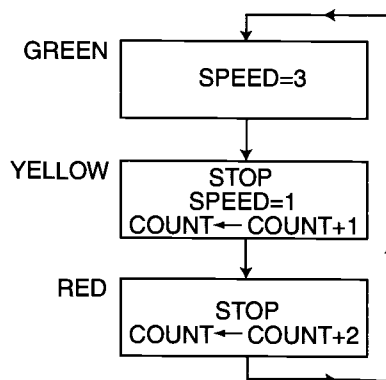 GREEN
SPEED=3
YELLOW
STOP
SPEED=1
COUNT←COUNT+1
RED
STOP
COUNT←COUNT+2